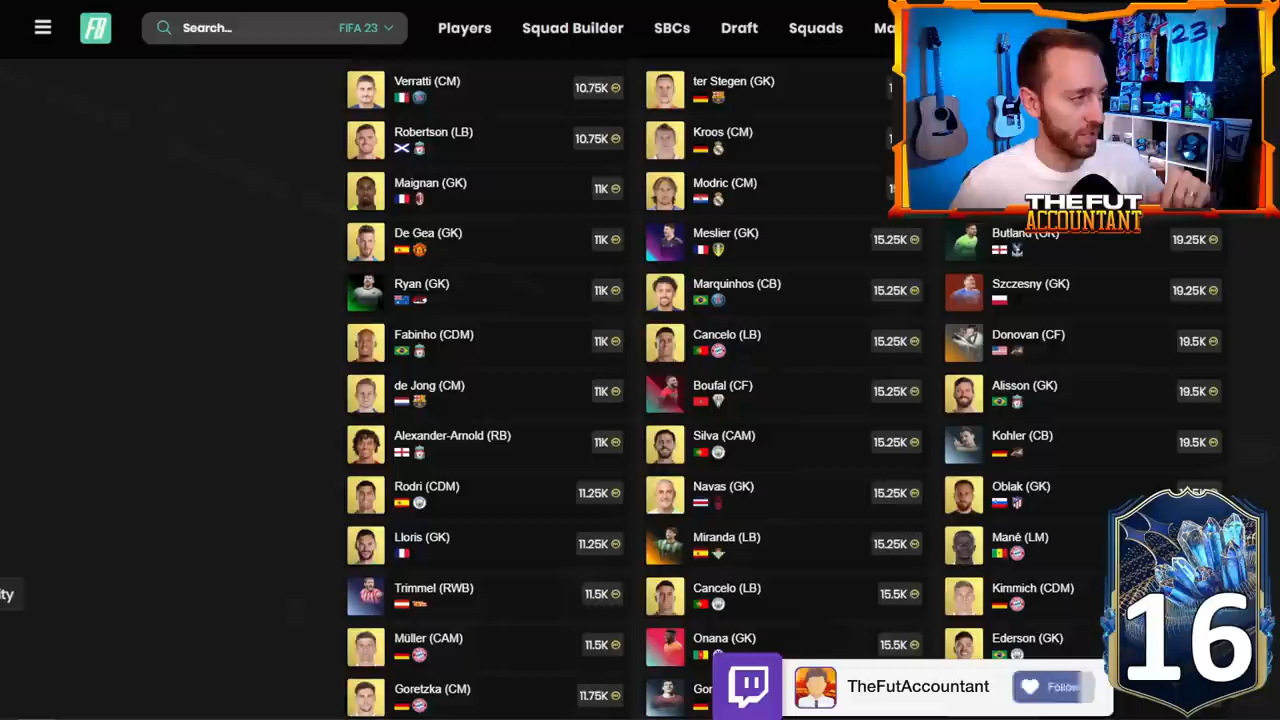 FB Search... FIFA 23 Players Squad Builder SBCs Draft Squads Ma
23
Verratti (CM) 10.75K
Robertson (LB) 10.75K
Maignan (GK) 11K
De Gea (GK) 11K
Ryan (GK) 11K
Fabinho (CDM) 11K
de Jong (CM) 11K
Alexander-Arnold (RB) 11K
Rodri (CDM) 11.25K
Lloris (GK) 11.25K
Trimmel (RWB) 11.5K
Müller (CAM) 11.5K
Goretzka (CM) 11.75K
ter Stegen (GK) 1
Kroos (CM)
Modric (CM) 1
Meslier (GK) 15.25K
Marquinhos (CB) 15.25K
Cancelo (LB) 15.25K
Boufal (CF) 15.25K
Silva (CAM) 15.25K
Navas (GK) 15.25K
Miranda (LB) 15.25K
Cancelo (LB) 15.5K
Onana (GK) 15.5K
Gor
THE FUT
ACCOUNTANT
Butland (GK) 19.25K
Szczesny (GK) 19.25K
Donovan (CF) 19.5K
Alisson (GK) 19.5K
Kohler (CB) 19.5K
Oblak (GK)
Mané (LM)
Kimmich (CDM)
Ederson (GK)
ity
16
TheFutAccountant Follow